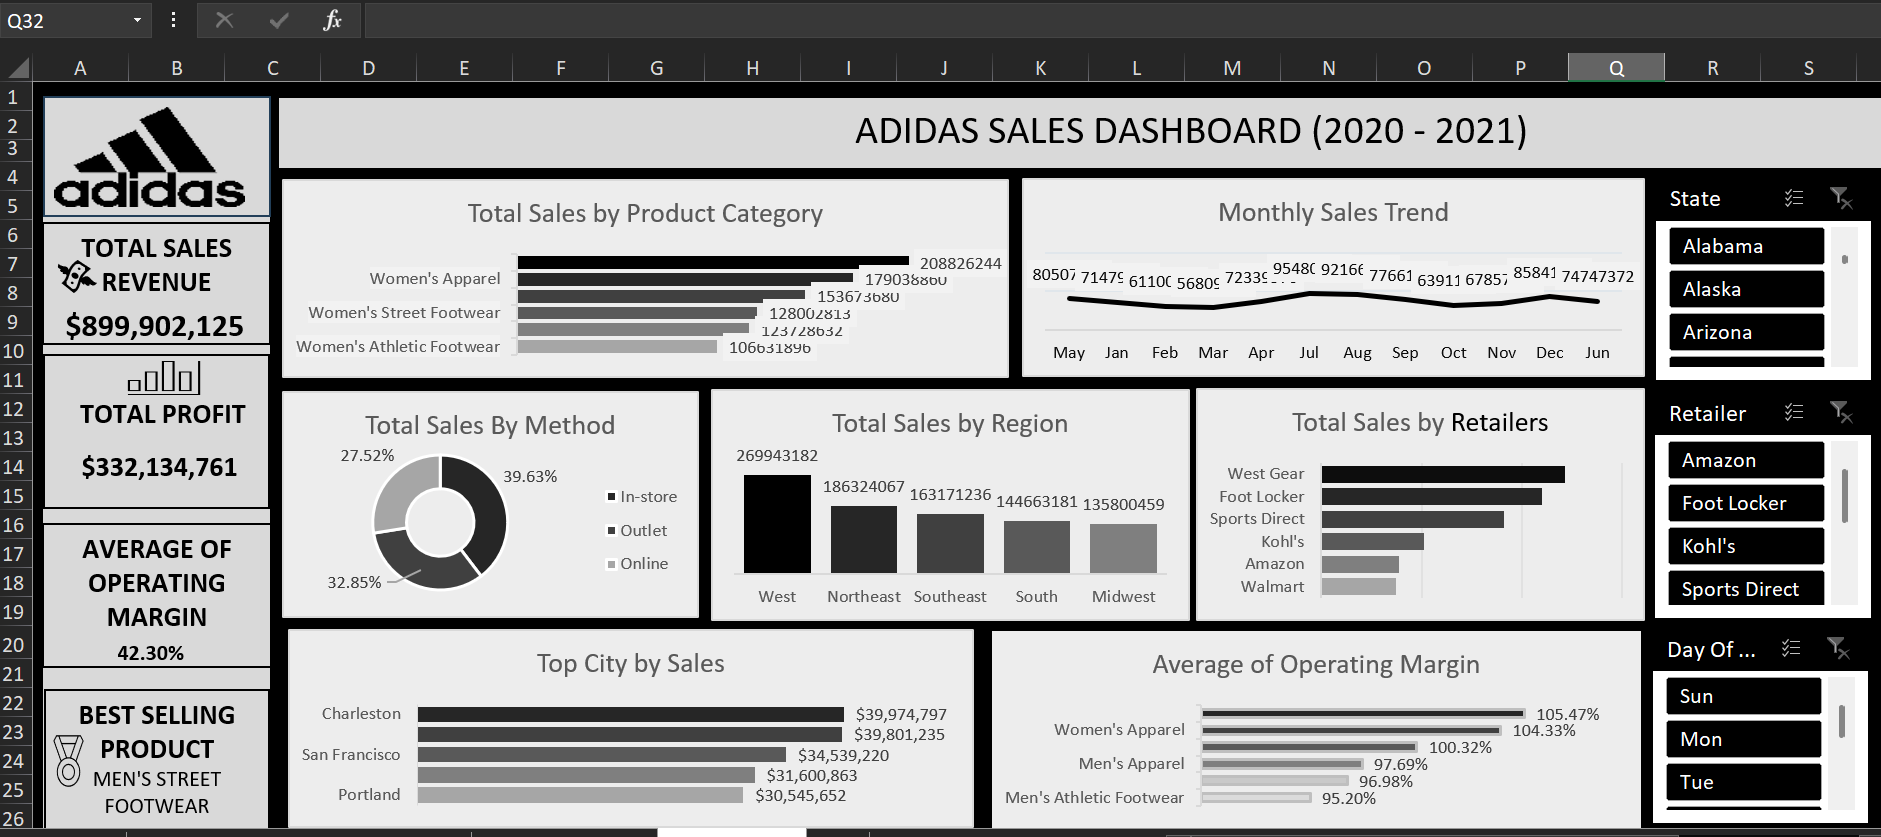 Q32
fx
A B C D E F G H I J K L M N O P Q R S
1
2
3
4
5
6
7
8
9
10
11
12
13
14
15
16
17
18
19
20
21
22
23
24
25
26
adidas
ADIDAS SALES DASHBOARD (2020 - 2021)
TOTAL SALES
REVENUE
$899,902,125
TOTAL PROFIT
$332,134,761
AVERAGE OF
OPERATING
MARGIN
42.30%
BEST SELLING
PRODUCT
MEN'S STREET
FOOTWEAR
Total Sales by Product Category
208826244
Women's Apparel 179038860
153673680
Women's Street Footwear 128002813
123728632
Women's Athletic Footwear 106631896
Monthly Sales Trend
80507 71479 61100 56809 72339 95480 92166 77661 63911 67857 85841 74747372
May Jan Feb Mar Apr Jul Aug Sep Oct Nov Dec Jun
Total Sales By Method
27.52%
39.63%
32.85%
In-store
Outlet
Online
Total Sales by Region
269943182 186324067 163171236 144663181 135800459
West Northeast Southeast South Midwest
Total Sales by Retailers
West Gear
Foot Locker
Sports Direct
Kohl's
Amazon
Walmart
Top City by Sales
Charleston $39,974,797
$39,801,235
San Francisco $34,539,220
$31,600,863
Portland $30,545,652
Average of Operating Margin
105.47%
Women's Apparel 104.33%
100.32%
Men's Apparel 97.69%
96.98%
Men's Athletic Footwear 95.20%
State
Alabama
Alaska
Arizona
Retailer
Amazon
Foot Locker
Kohl's
Sports Direct
Day Of ...
Sun
Mon
Tue